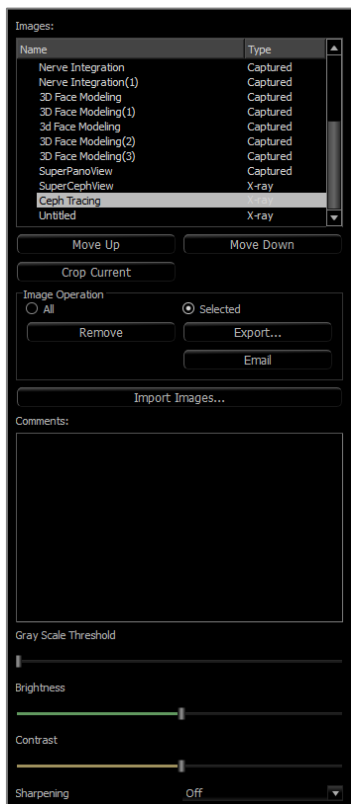 Images:
Name Type
Nerve Integration Captured
Nerve Integration(1) Captured
3D Face Modeling Captured
3D Face Modeling(1) Captured
3d Face Modeling Captured
3D Face Modeling(2) Captured
3D Face Modeling(3) Captured
SuperPanoView Captured
SuperCephView X-ray
Ceph Tracing X-ray
Untitled X-ray
Move Up Move Down
Crop Current
Image Operation
All Selected
Remove Export...
Email
Import Images...
Comments:
Gray Scale Threshold
Brightness
Contrast
Sharpening Off